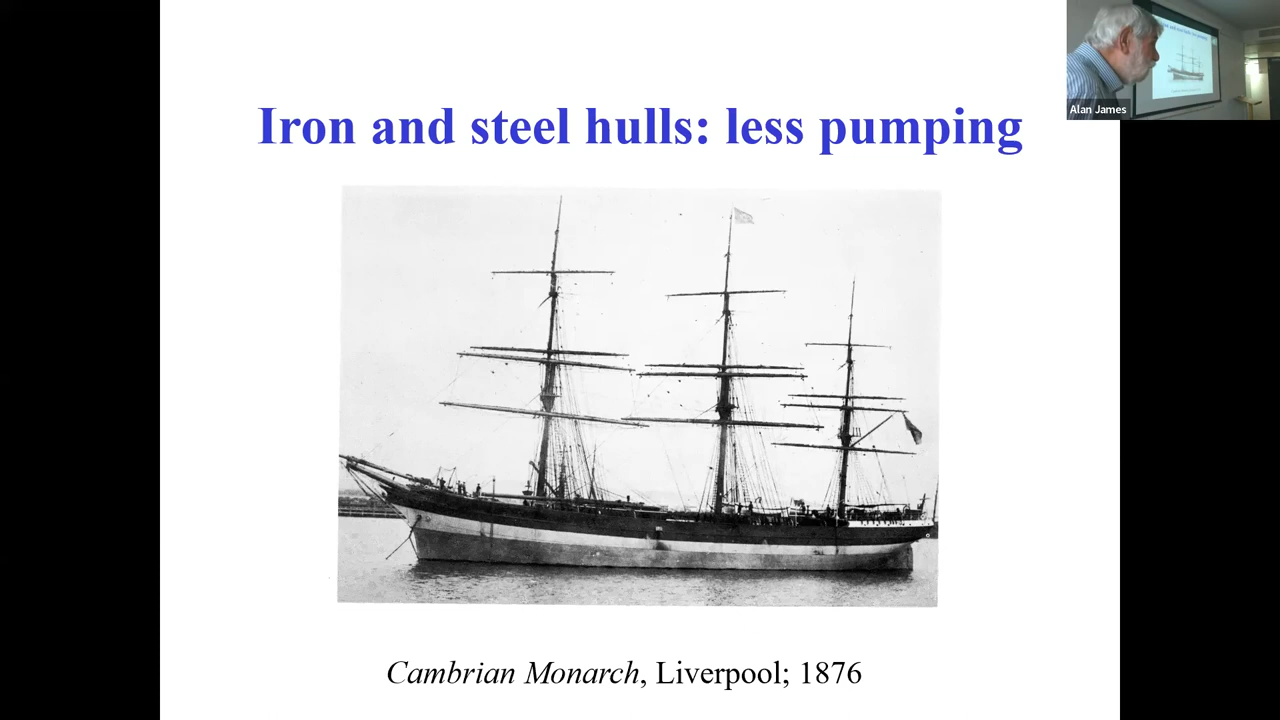 Iron and steel hulls: less pumping
Alan James
Cambrian Monarch, Liverpool; 1876